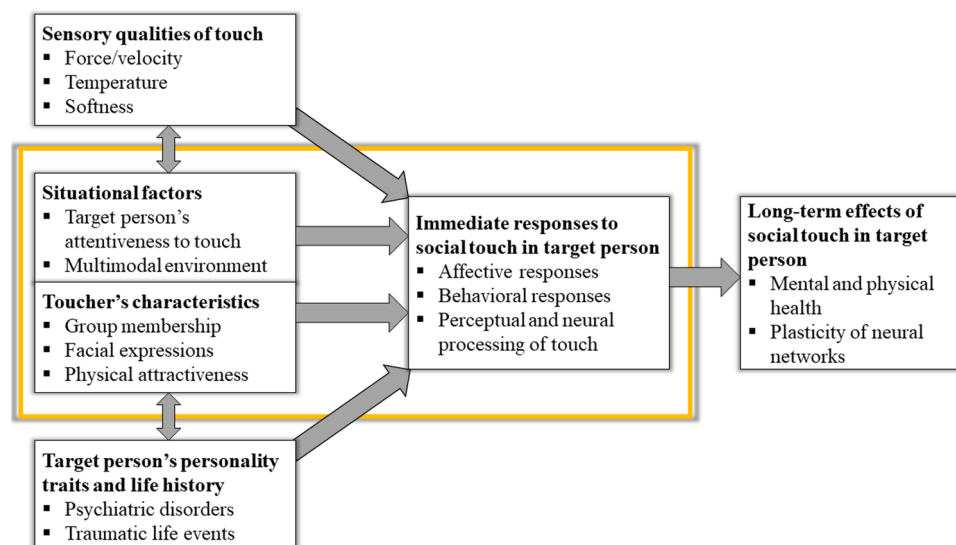 Sensory qualities of touch
▪ Force/velocity
▪ Temperature
▪ Softness
Situational factors
▪ Target person's
attentiveness to touch
▪ Multimodal environment
Toucher's characteristics
▪ Group membership
▪ Facial expressions
▪ Physical attractiveness
Target person's personality
traits and life history
▪ Psychiatric disorders
▪ Traumatic life events
Immediate responses to
social touch in target person
▪ Affective responses
▪ Behavioral responses
▪ Perceptual and neural
processing of touch
Long-term effects of
social touch in target
person
▪ Mental and physical
health
▪ Plasticity of neural
networks